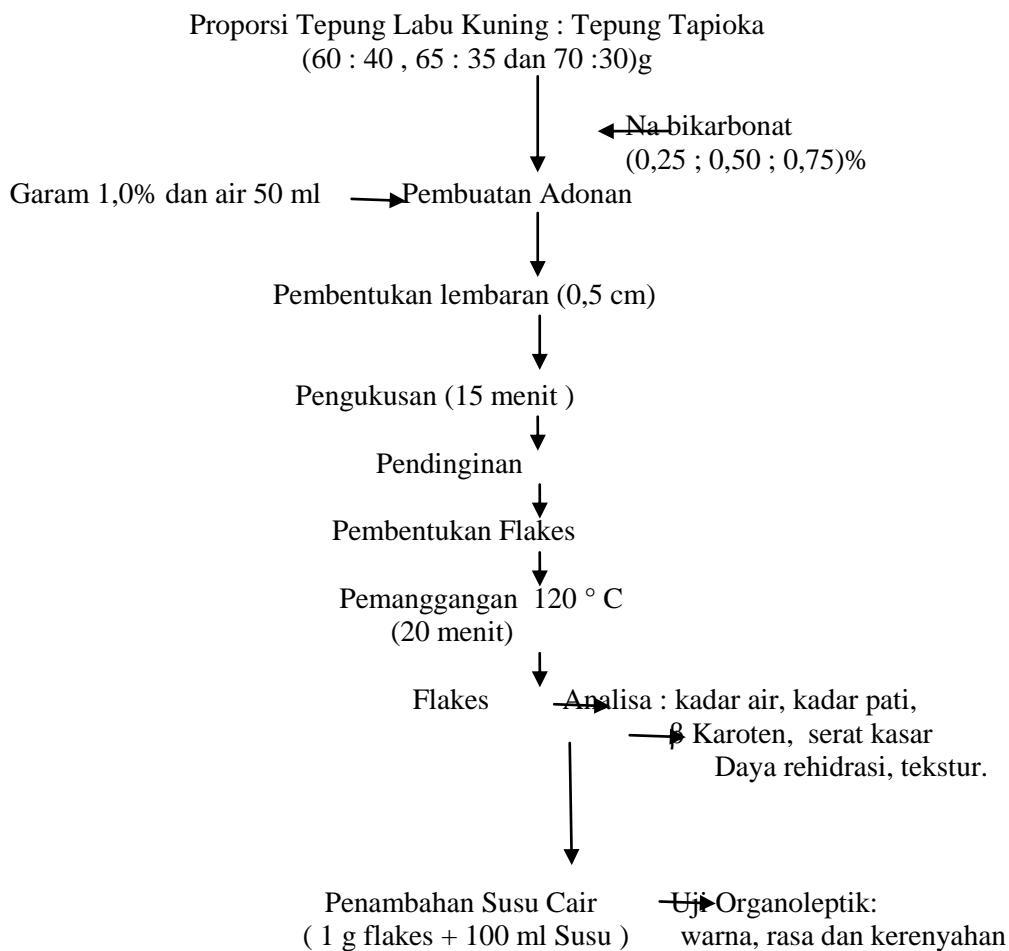 Proporsi Tepung Labu Kuning : Tepung Tapioka
(60 : 40 , 65 : 35 dan 70 :30)g
Na bikarbonat
(0,25 ; 0,50 ; 0,75)%
Garam 1,0% dan air 50 ml
Pembuatan Adonan
Pembentukan lembaran (0,5 cm)
Pengukusan (15 menit )
Pendinginan
Pembentukan Flakes
Pemanggangan 120 ° C
(20 menit)
Flakes
Analisa : kadar air, kadar pati,
β Karoten, serat kasar
Daya rehidrasi, tekstur.
Penambahan Susu Cair
( 1 g flakes + 100 ml Susu )
Uji Organoleptik:
warna, rasa dan kerenyahan